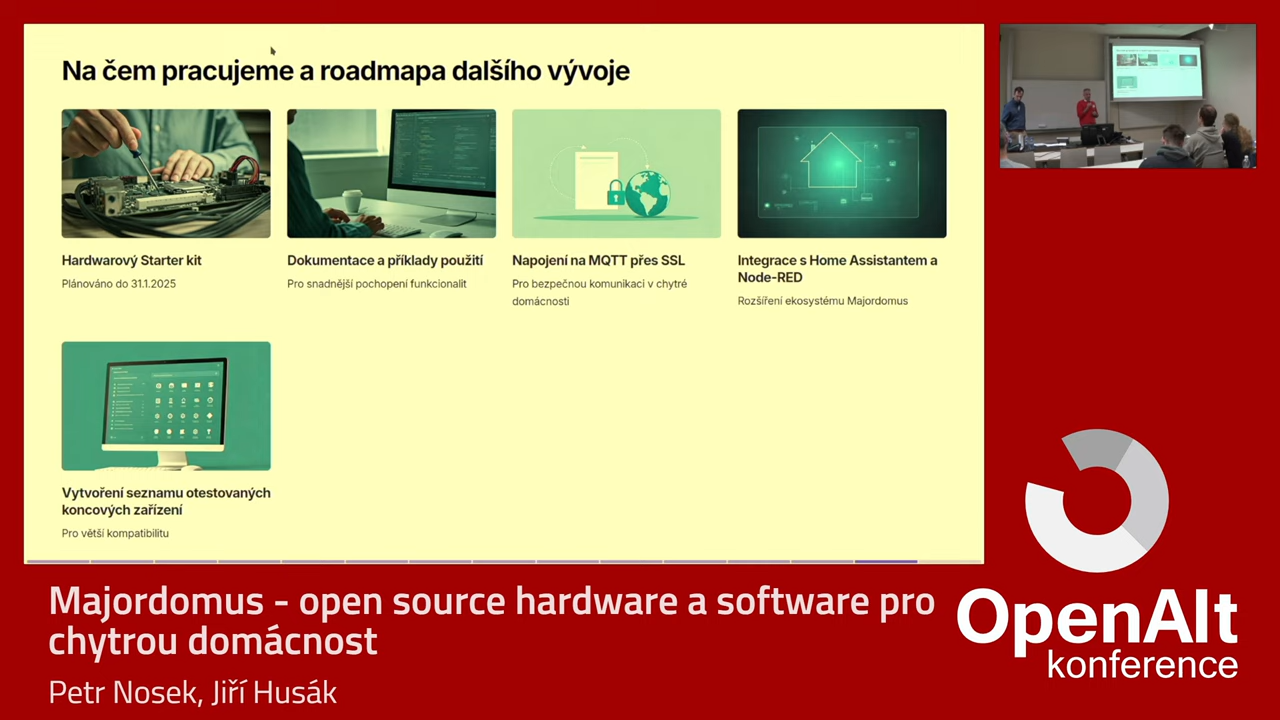 Na čem pracujeme a roadmapa dalšího vývoje
Hardwarový Starter kit
Plánováno do 31.1.2025
Dokumentace a příklady použití
Pro snadnější pochopení funkcionalit
Napojení na MQTT přes SSL
Pro bezpečnou komunikaci v chytré
domácnosti
Integrace s Home Assistantem a
Node-RED
Rozšíření ekosystému Majordomus
Vytvoření seznamu otestovaných
koncových zařízení
Pro větší kompatibilitu
Majordomus - open source hardware a software pro
chytrou domácnost
Petr Nosek, Jiří Husák
OpenAlt
konference